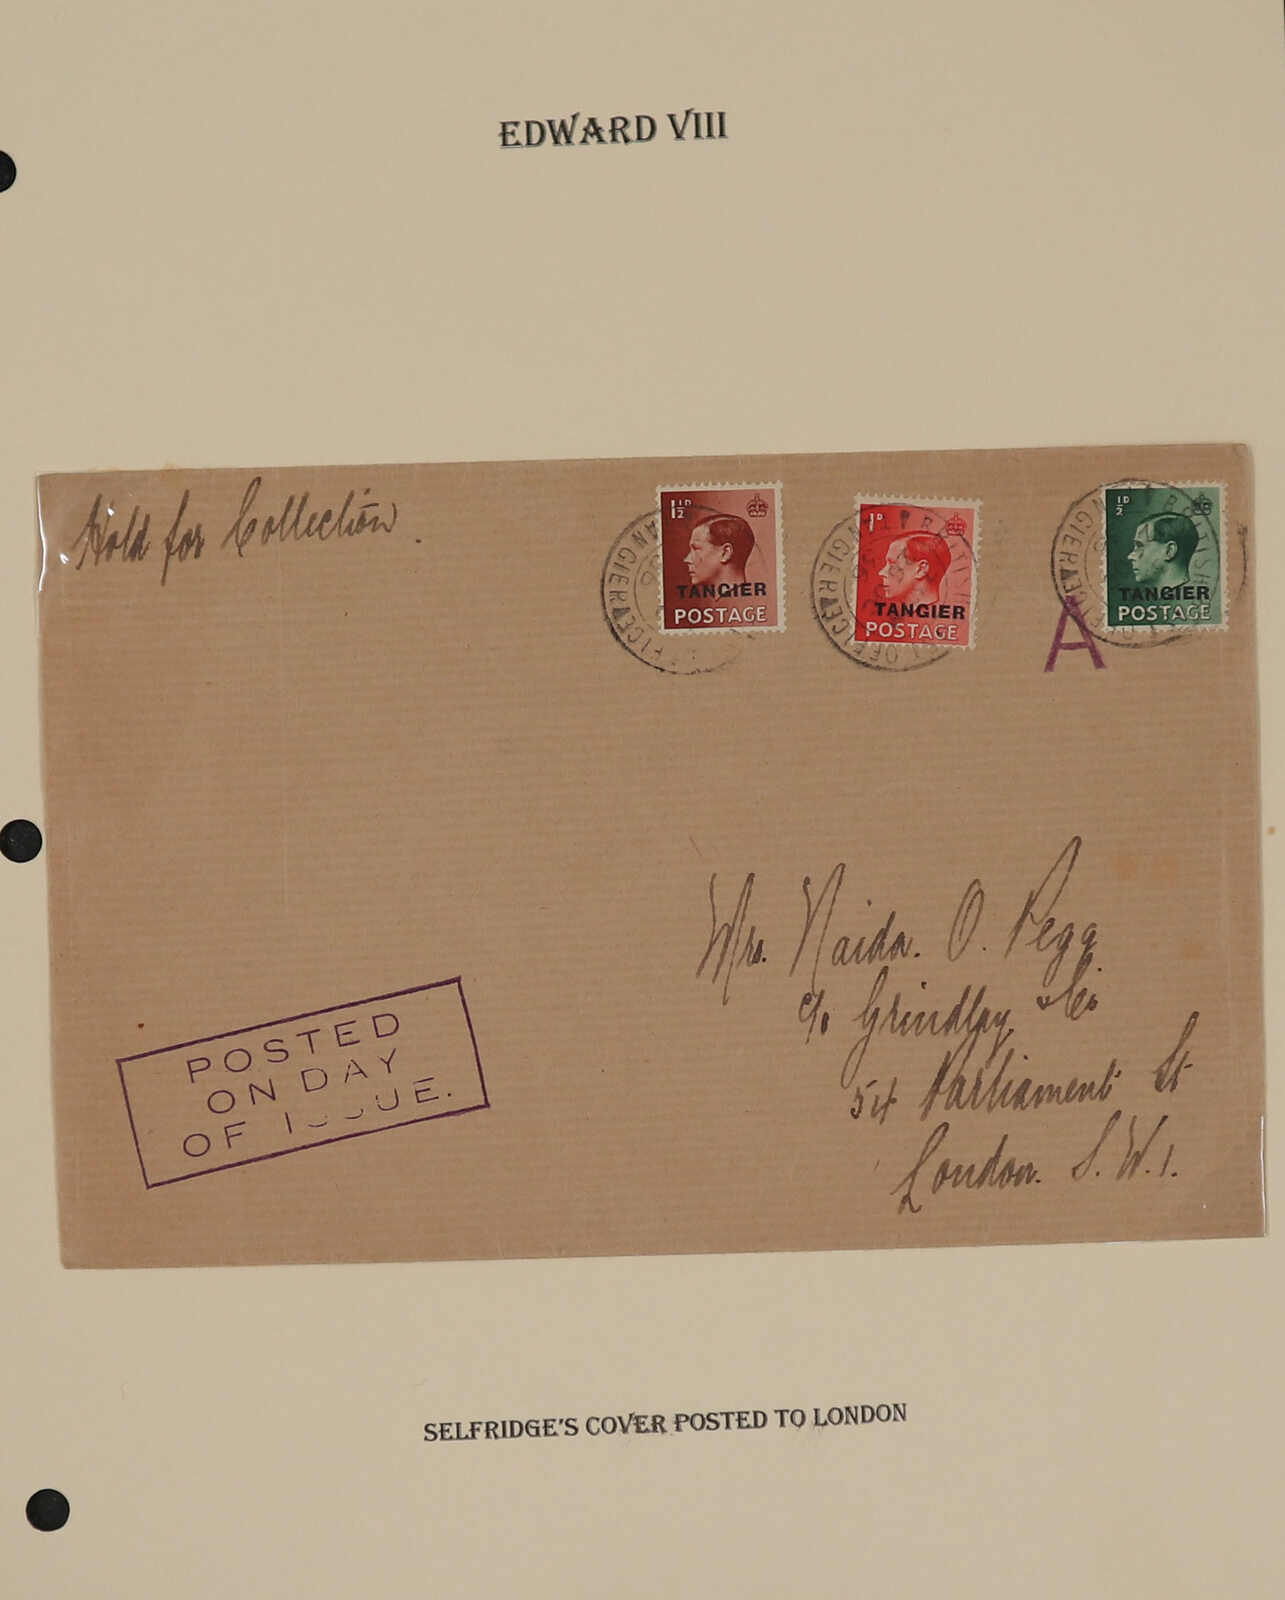 EDWARD VIII
Hold for Collection.
1½D
TANGIER
POSTAGE
1D
TANGIER
POSTAGE
½D
TANGIER
POSTAGE
A
Mrs. Naida. O. Pegg
c/o Grindlay & Co
54 Parliament St
London. S. W. 1.
POSTED
ON DAY
OF ISSUE.
SELFRIDGE'S COVER POSTED TO LONDON